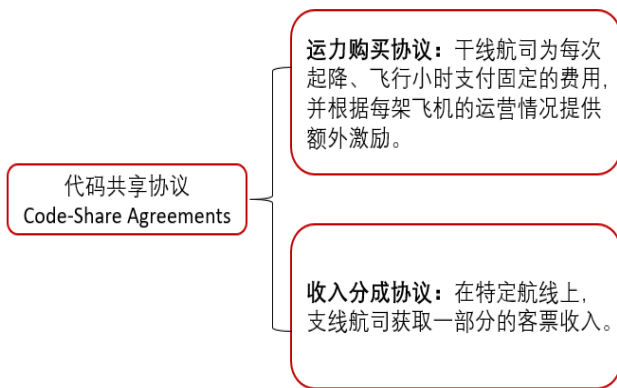 运力购买协议：干线航司为每次
起降、飞行小时支付固定的费用,
并根据每架飞机的运营情况提供
额外激励。
代码共享协议
Code-Share Agreements
收入分成协议：在特定航线上，
支线航司获取一部分的客票收入。